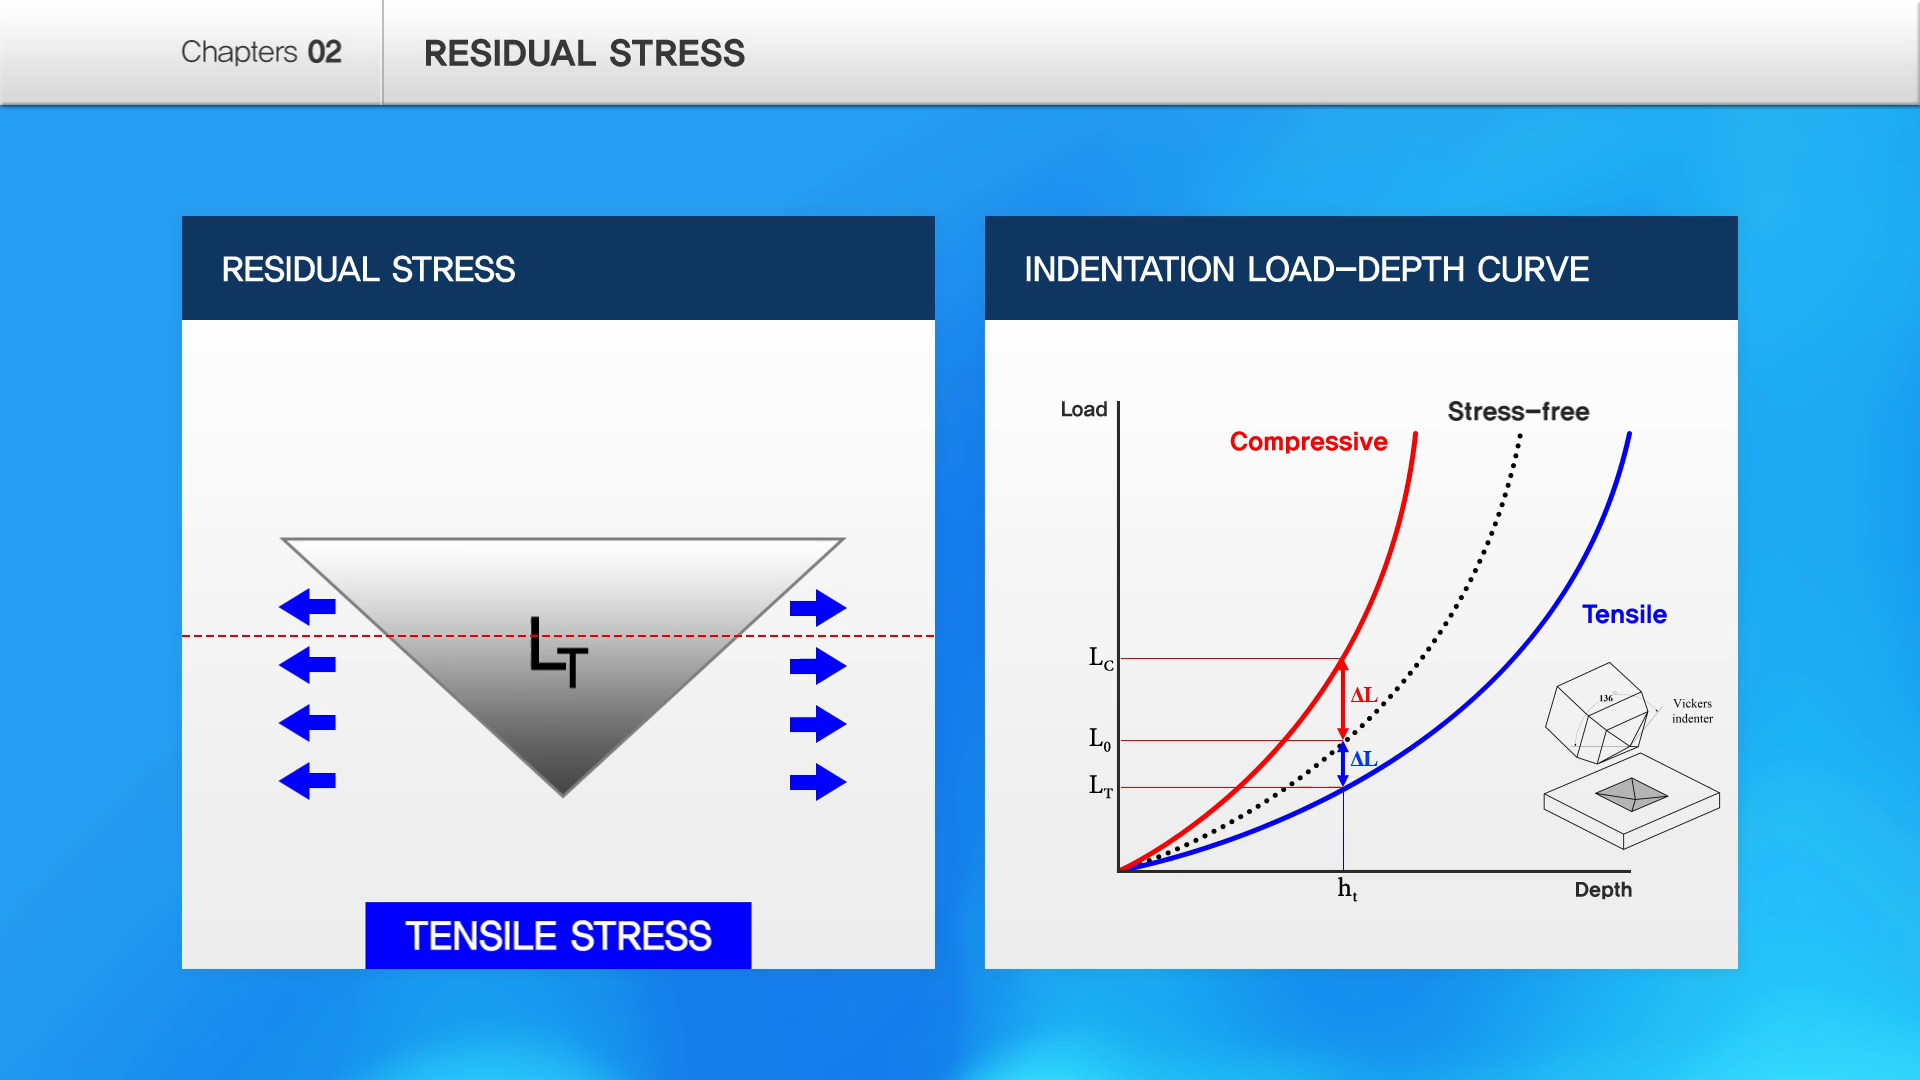 Chapters 02
RESIDUAL STRESS
RESIDUAL STRESS
LT
TENSILE STRESS
INDENTATION LOAD-DEPTH CURVE
Load
Stress-free
Compressive
Tensile
LC
ΔL
L0
ΔL
LT
136°
Vickers
indenter
ht
Depth